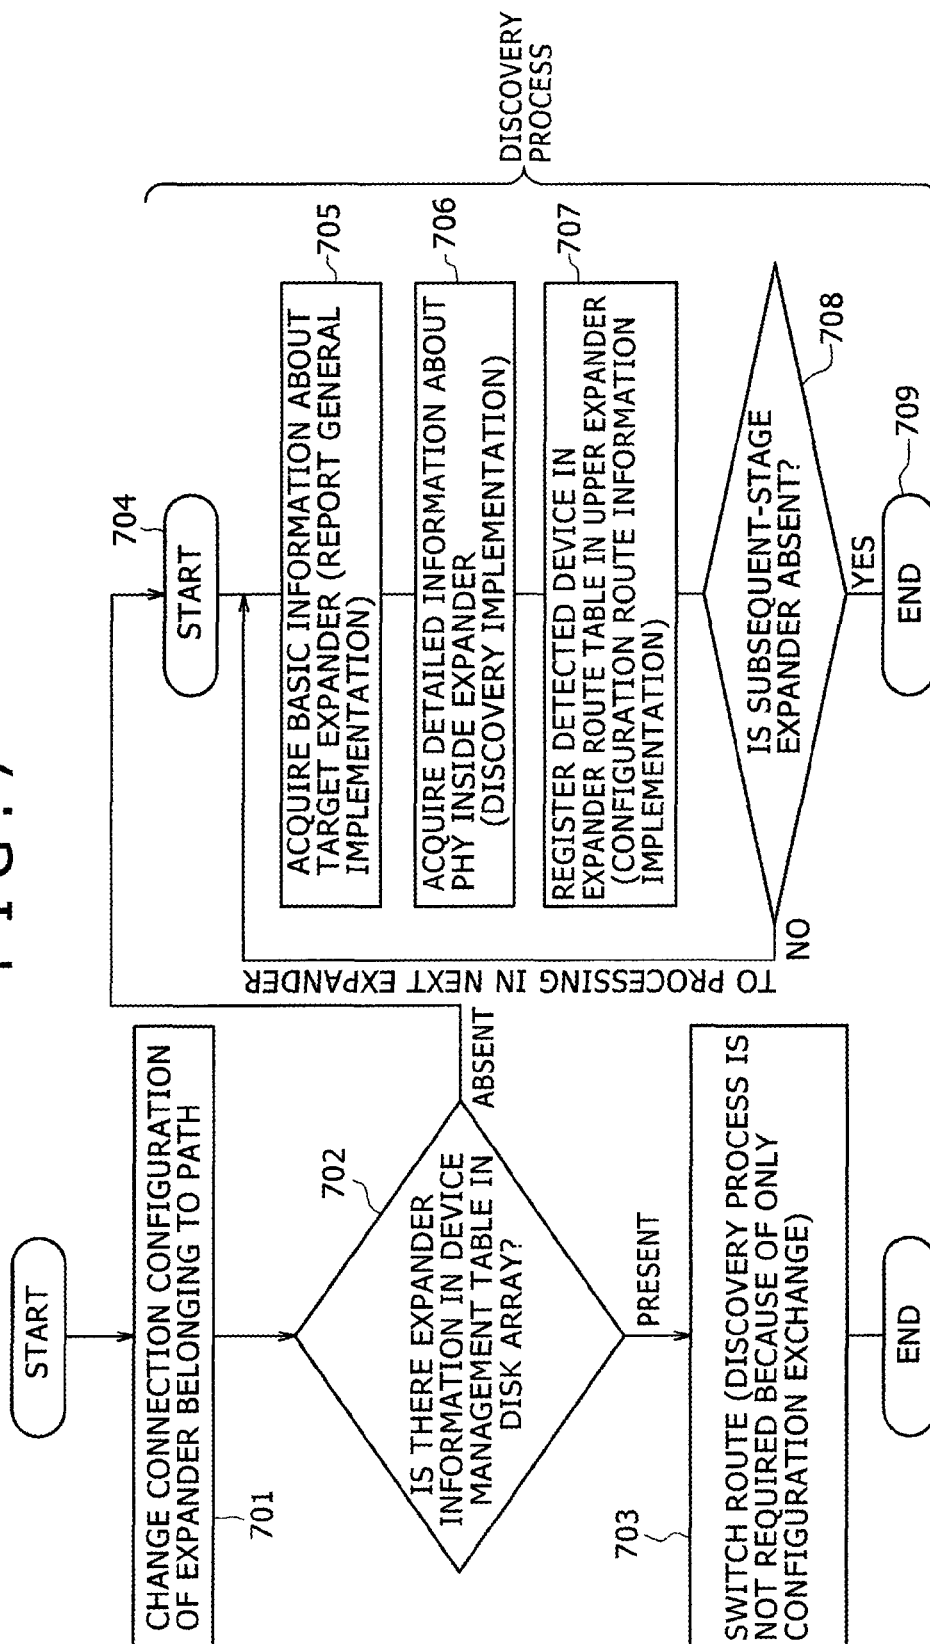 FIG. 7
START
CHANGE CONNECTION CONFIGURATION
OF EXPANDER BELONGING TO PATH
701
IS THERE EXPANDER
INFORMATION IN DEVICE
MANAGEMENT TABLE IN
DISK ARRAY?
702
ABSENT
PRESENT
SWITCH ROUTE (DISCOVERY PROCESS IS
NOT REQUIRED BECAUSE OF ONLY
CONFIGURATION EXCHANGE)
703
END
START
704
ACQUIRE BASIC INFORMATION ABOUT
TARGET EXPANDER (REPORT GENERAL
IMPLEMENTATION)
705
ACQUIRE DETAILED INFORMATION ABOUT
PHY INSIDE EXPANDER
(DISCOVERY IMPLEMENTATION)
706
REGISTER DETECTED DEVICE IN
EXPANDER ROUTE TABLE IN UPPER EXPANDER
(CONFIGURATION ROUTE INFORMATION
IMPLEMENTATION)
707
IS SUBSEQUENT-STAGE
EXPANDER ABSENT?
708
NO
TO PROCESSING IN NEXT EXPANDER
YES
END
709
DISCOVERY
PROCESS